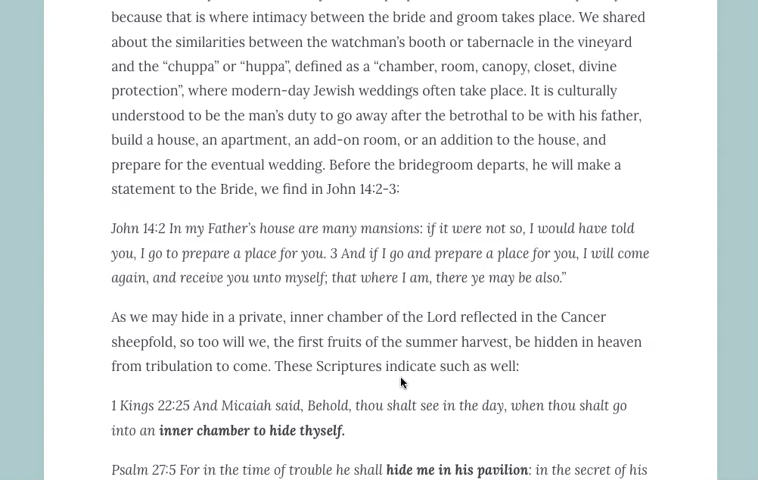 because that is where intimacy between the bride and groom takes place. We shared
about the similarities between the watchman’s booth or tabernacle in the vineyard
and the “chuppa” or “huppa”, defined as a “chamber, room, canopy, closet, divine
protection”, where modern-day Jewish weddings often take place. It is culturally
understood to be the man’s duty to go away after the betrothal to be with his father,
build a house, an apartment, an add-on room, or an addition to the house, and
prepare for the eventual wedding. Before the bridegroom departs, he will make a
statement to the Bride, we find in John 14:2-3:
John 14:2 In my Father’s house are many mansions: if it were not so, I would have told
you, I go to prepare a place for you. 3 And if I go and prepare a place for you, I will come
again, and receive you unto myself; that where I am, there ye may be also.”
As we may hide in a private, inner chamber of the Lord reflected in the Cancer
sheepfold, so too will we, the first fruits of the summer harvest, be hidden in heaven
from tribulation to come. These Scriptures indicate such as well:
1 Kings 22:25 And Micaiah said, Behold, thou shalt see in the day, when thou shalt go
into an inner chamber to hide thyself.
Psalm 27:5 For in the time of trouble he shall hide me in his pavilion: in the secret of his